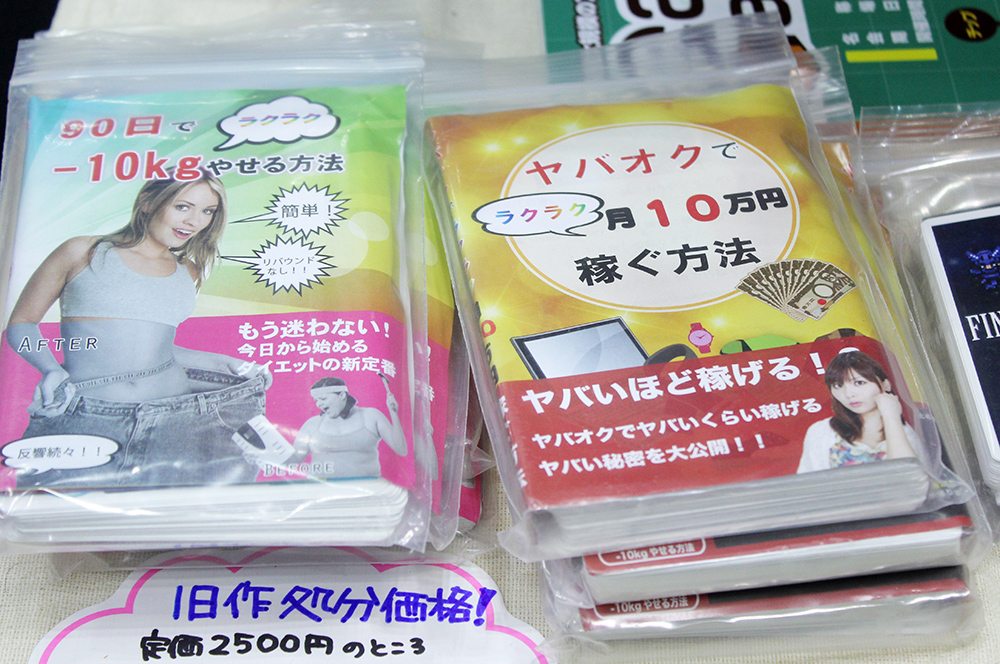 90日で
ラクラク
-10kgやせる方法
簡単！
リバウンド
なし！！
AFTER
もう迷わない！
今日から始める
ダイエットの新定番
反響続々！！
BEFORE
ヤバオクで
ラクラク
月10万円
稼ぐ方法
ヤバいほど稼げる！
ヤバオクでヤバいくらい稼げる
ヤバい秘密を大公開！！
-10kgやせる方法
-10kgやせる方法
旧作処分価格!
定価2500円のところ
チップ
FIN